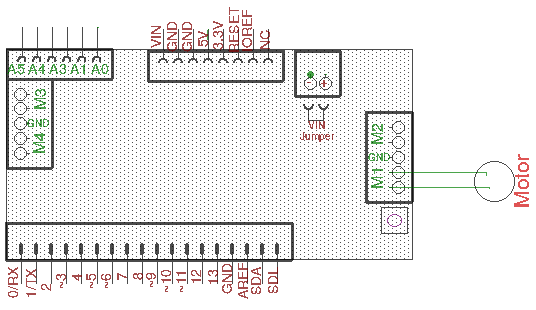 VIN
GND
GND
5V
3.3V
RESET
IOREF
NC
A5 A4 A3 A1 A0
M3
GND
M4
VIN
Jumper
M2
GND
M1
Motor
0/RX
1/TX
2
~3
4
~5
~6
7
8
~9
~10
~11
12
13
GND
AREF
SDA
SDL